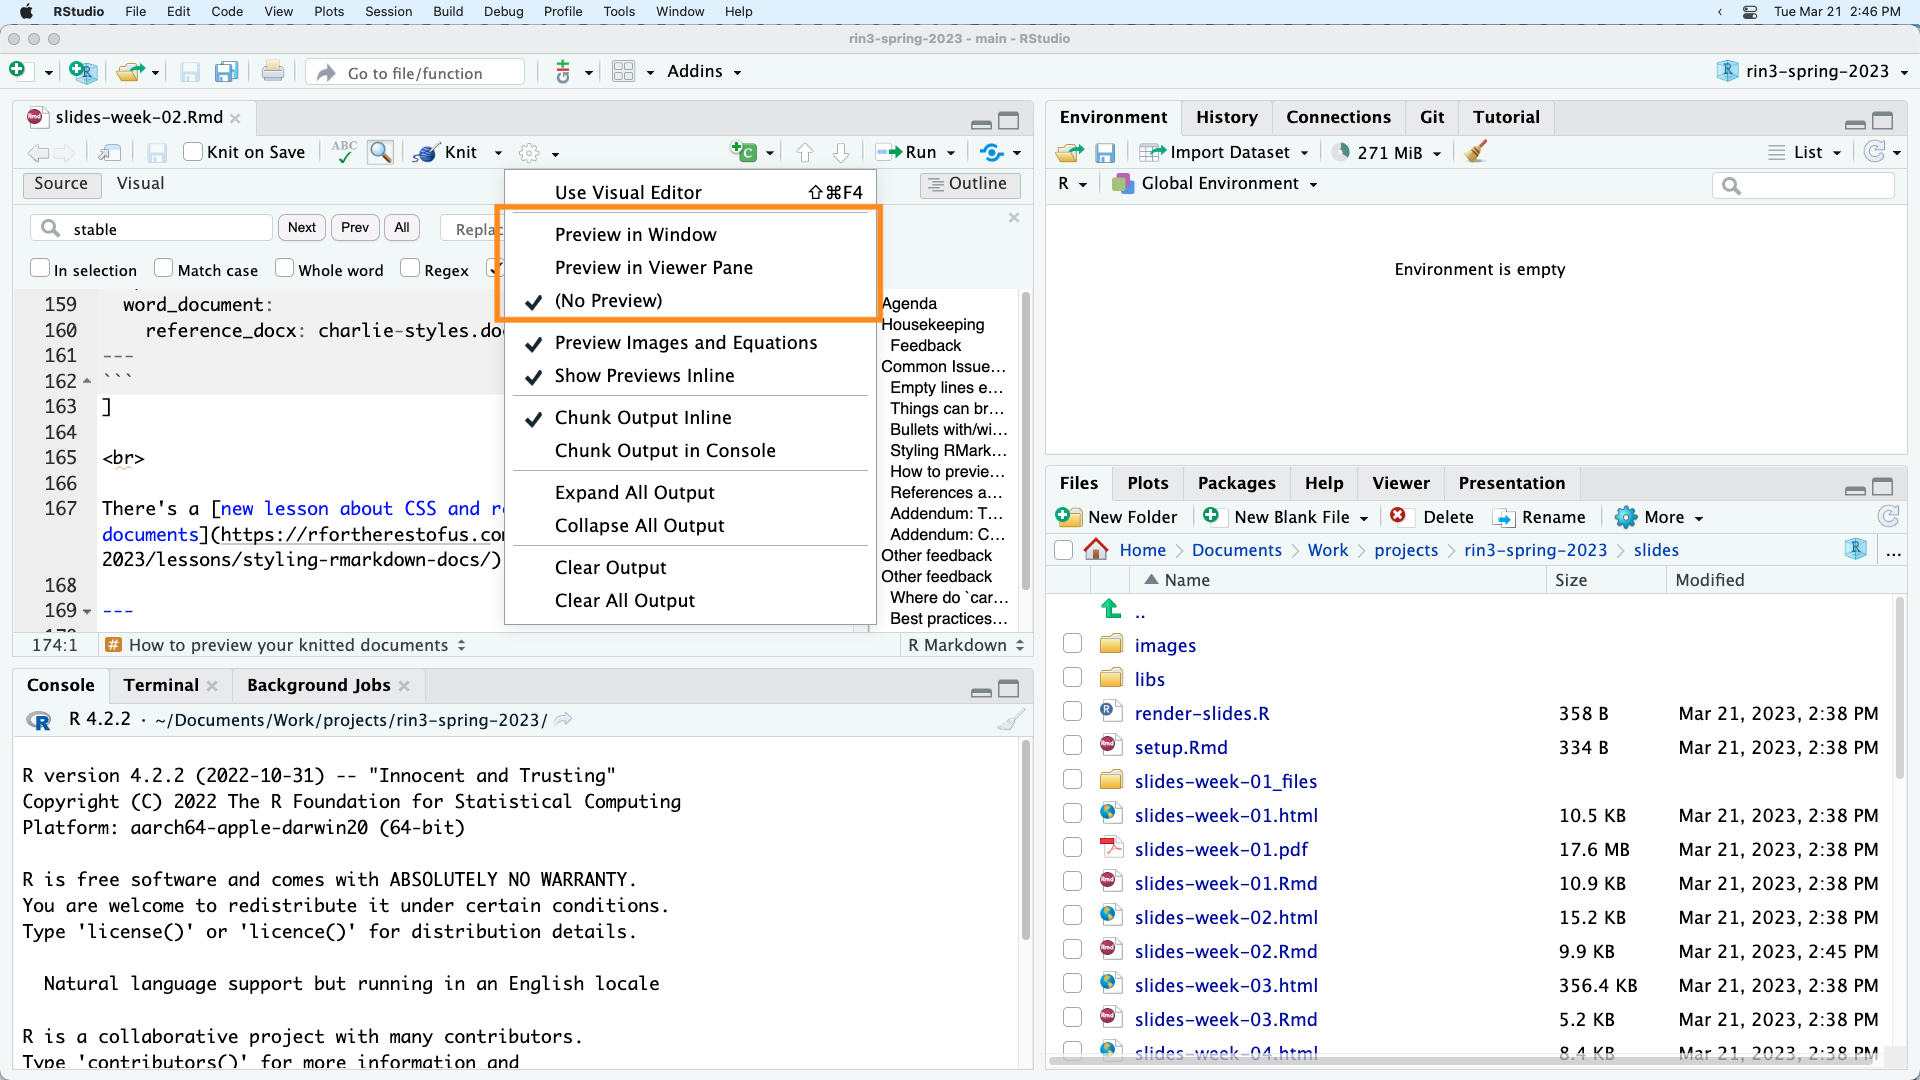 RStudio File Edit Code View Plots Session Build Debug Profile Tools Window Help Tue Mar 21 2:46 PM
rin3-spring-2023 - main - RStudio
Go to file/function Addins rin3-spring-2023
slides-week-02.Rmd
Knit on Save ABC Knit Run
Source Visual Outline
stable Next Prev All Replac
In selection Match case Whole word Regex
159 word_document:
160 reference_docx: charlie-styles.doc
161 ---
162 ```
163 ]
164
165 <br>
166
167 There's a [new lesson about CSS and r
documents](https://rfortherestofus.com
2023/lessons/styling-rmarkdown-docs/)
168
169 ---
174:1 How to preview your knitted documents R Markdown
Use Visual Editor ⇧⌘F4
Preview in Window
Preview in Viewer Pane
(No Preview)
Preview Images and Equations
Show Previews Inline
Chunk Output Inline
Chunk Output in Console
Expand All Output
Collapse All Output
Clear Output
Clear All Output
Agenda
Housekeeping
Feedback
Common Issue...
Empty lines e...
Things can br...
Bullets with/wi...
Styling RMark...
How to previe...
References a...
Addendum: T...
Addendum: C...
Other feedback
Other feedback
Where do `car...
Best practices...
Console Terminal Background Jobs
R 4.2.2 · ~/Documents/Work/projects/rin3-spring-2023/
R version 4.2.2 (2022-10-31) -- "Innocent and Trusting"
Copyright (C) 2022 The R Foundation for Statistical Computing
Platform: aarch64-apple-darwin20 (64-bit)
R is free software and comes with ABSOLUTELY NO WARRANTY.
You are welcome to redistribute it under certain conditions.
Type 'license()' or 'licence()' for distribution details.
Natural language support but running in an English locale
R is a collaborative project with many contributors.
Type 'contributors()' for more information and
Environment History Connections Git Tutorial
Import Dataset 271 MiB List
R Global Environment
Environment is empty
Files Plots Packages Help Viewer Presentation
New Folder New Blank File Delete Rename More
Home Documents Work projects rin3-spring-2023 slides ...
Name Size Modified
..
images
libs
render-slides.R 358 B Mar 21, 2023, 2:38 PM
setup.Rmd 334 B Mar 21, 2023, 2:38 PM
slides-week-01_files
slides-week-01.html 10.5 KB Mar 21, 2023, 2:38 PM
slides-week-01.pdf 17.6 MB Mar 21, 2023, 2:38 PM
slides-week-01.Rmd 10.9 KB Mar 21, 2023, 2:38 PM
slides-week-02.html 15.2 KB Mar 21, 2023, 2:38 PM
slides-week-02.Rmd 9.9 KB Mar 21, 2023, 2:45 PM
slides-week-03.html 356.4 KB Mar 21, 2023, 2:38 PM
slides-week-03.Rmd 5.2 KB Mar 21, 2023, 2:38 PM
slides-week-04.html 8.4 KB Mar 21, 2023, 2:38 PM